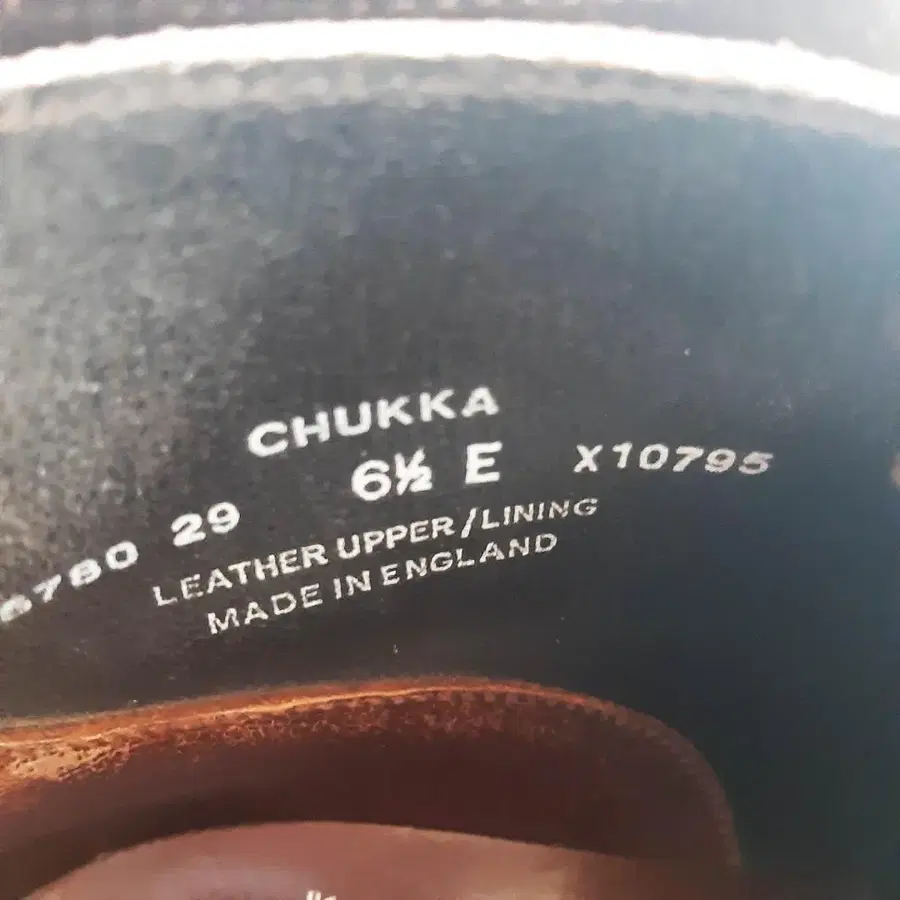 CHUKKA
6½ E X10795
6780 29
LEATHER UPPER/LINING
MADE IN ENGLAND